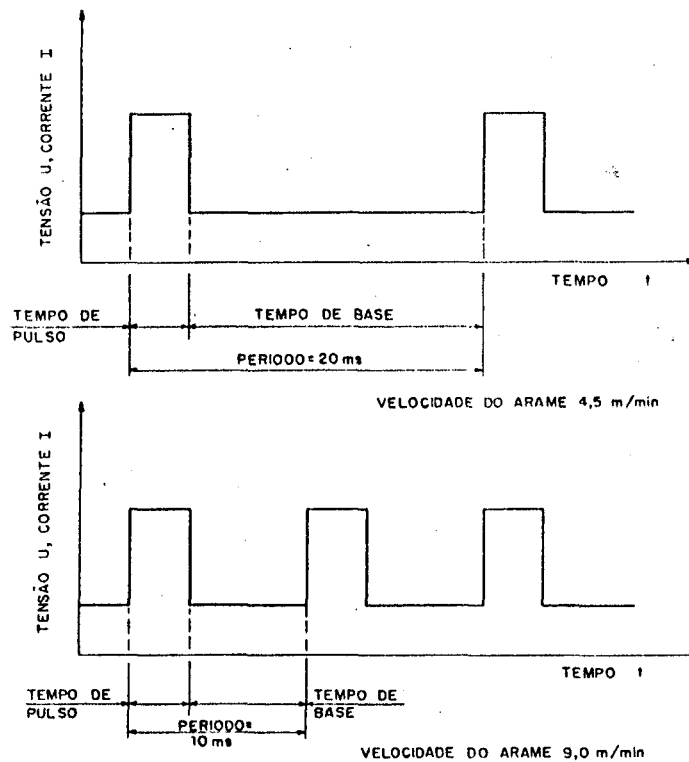 TENSÃO U, CORRENTE I
TEMPO t
TEMPO DE
PULSO
TEMPO DE BASE
PERIODO= 20 ms
VELOCIDADE DO ARAME 4,5 m/min
TENSÃO U, CORRENTE I
TEMPO t
TEMPO DE
PULSO
TEMPO DE
BASE
PERIODO=
10 ms
VELOCIDADE DO ARAME 9,0 m/min